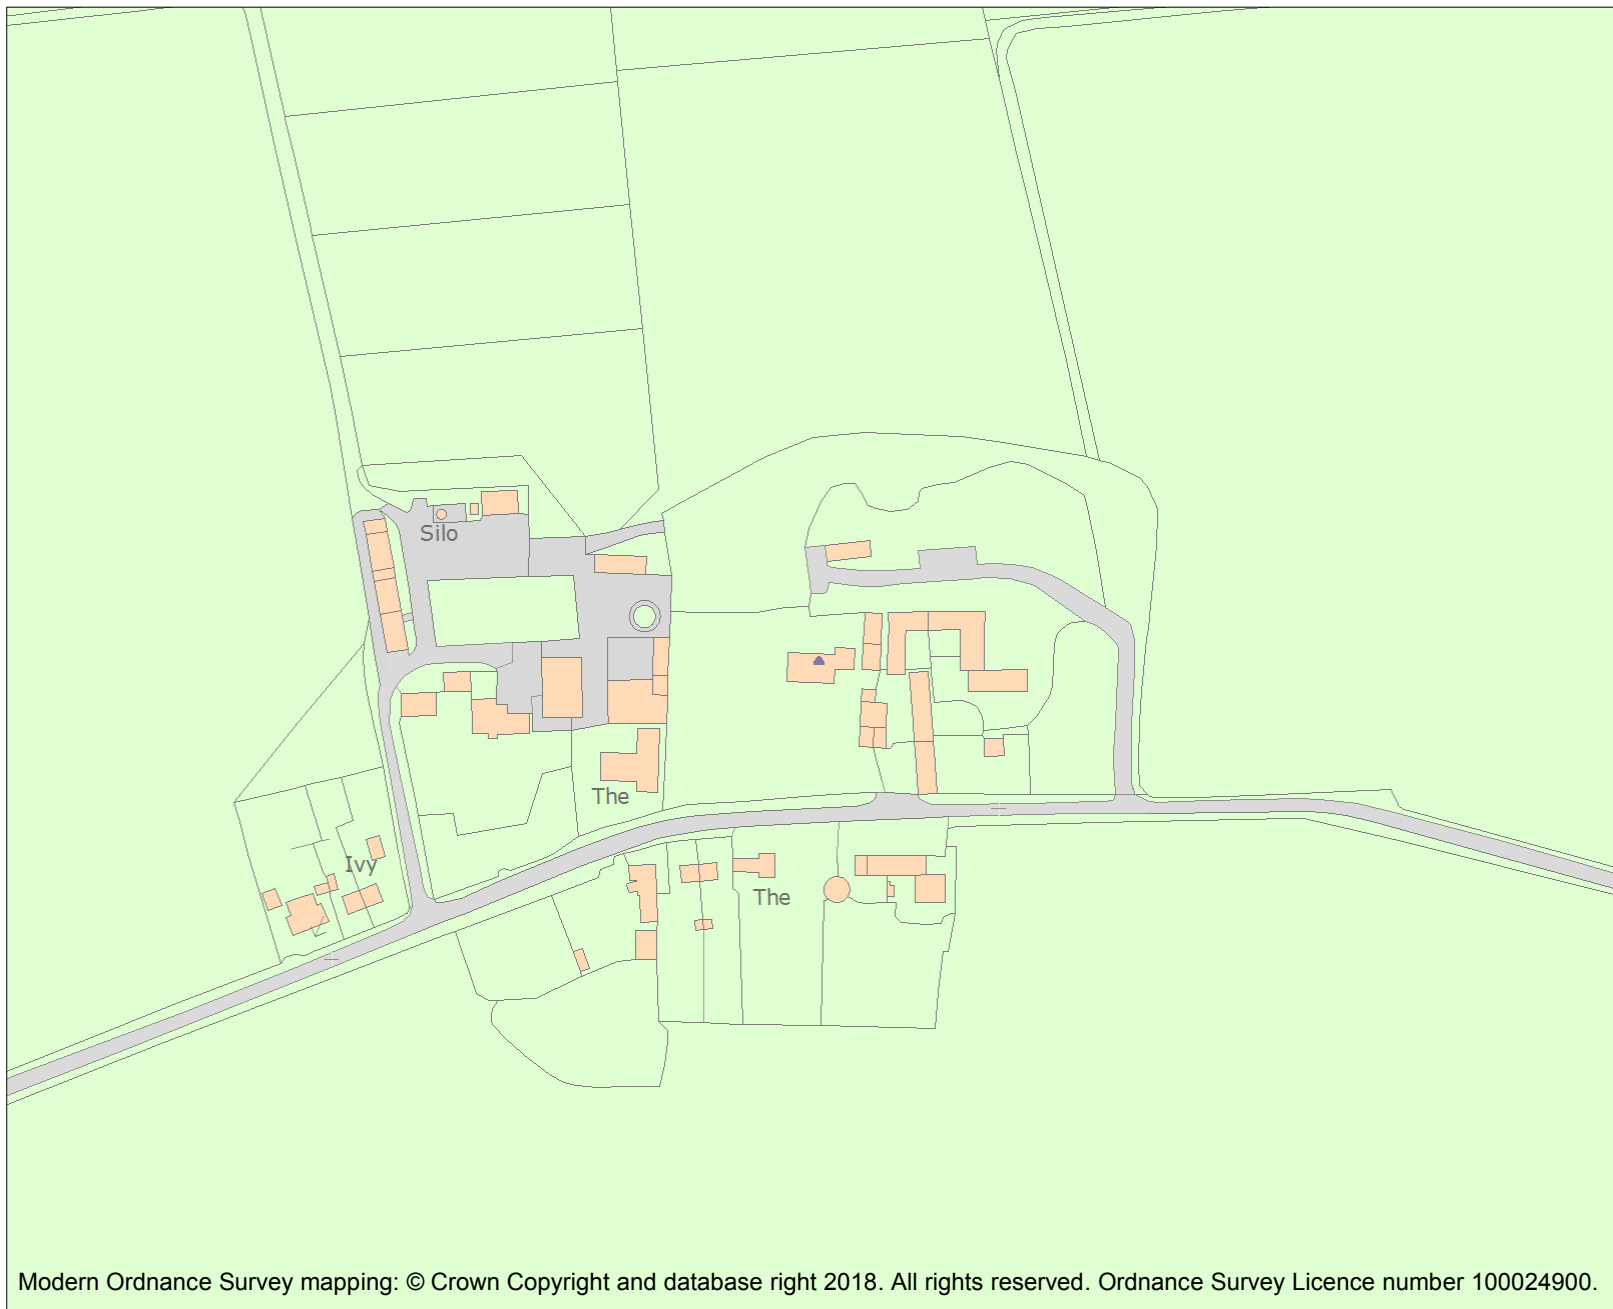 Silo
The
Ivy
The
Modern Ordnance Survey mapping: © Crown Copyright and database right 2018. All rights reserved. Ordnance Survey Licence number 100024900.